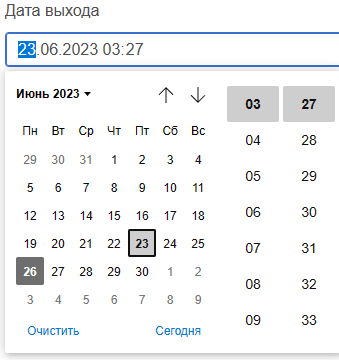 Дата выхода
23.06.2023 03:27
Июнь 2023
Пн Вт Ср Чт Пт Сб Вс
29 30 31 1 2 3 4
5 6 7 8 9 10 11
12 13 14 15 16 17 18
19 20 21 22 23 24 25
26 27 28 29 30 1 2
3 4 5 6 7 8 9
Очистить Сегодня
03 27
04 28
05 29
06 30
07 31
08 32
09 33